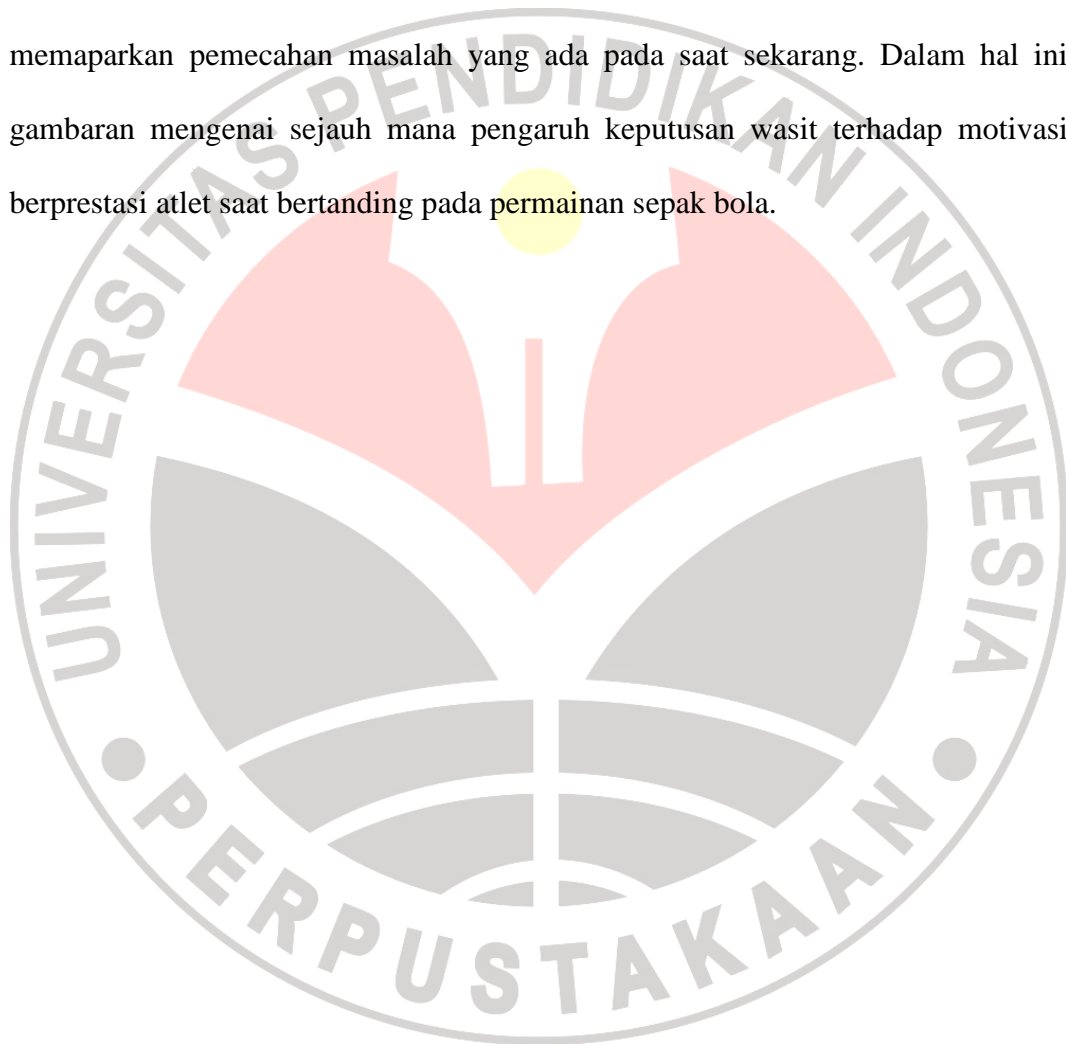 memaparkan pemecahan masalah yang ada pada saat sekarang. Dalam hal ini
gambaran mengenai sejauh mana pengaruh keputusan wasit terhadap motivasi
berprestasi atlet saat bertanding pada permainan sepak bola.
UNIVERSITAS PENDIDIKAN INDONESIA
PERPUSTAKAAN